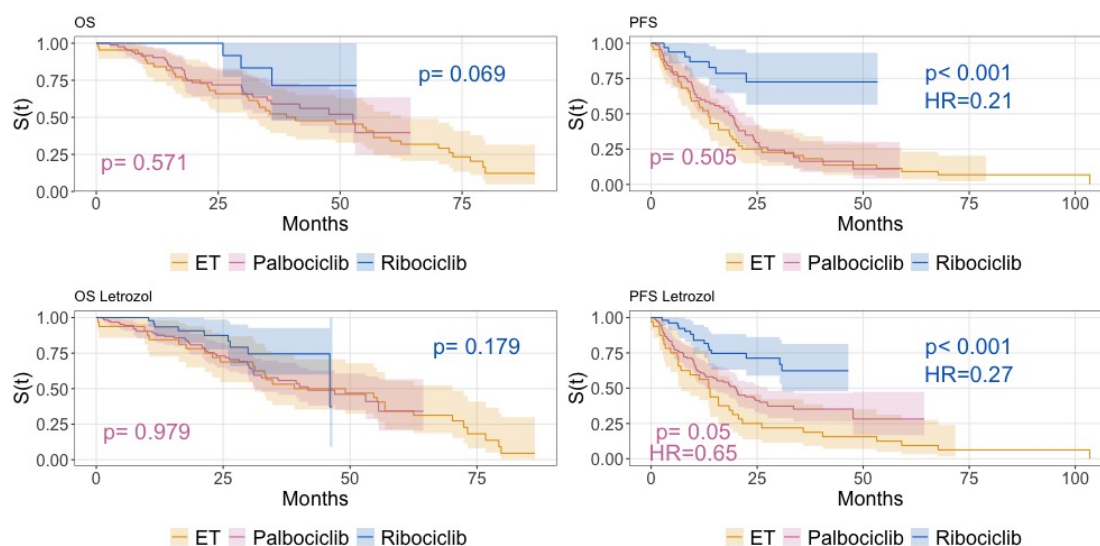 OS
1.00
0.75
0.50
0.25
0.00
S(t)
p= 0.069
p= 0.571
0 25 50 75
Months
ET Palbociclib Ribociclib
PFS
1.00
0.75
0.50
0.25
0.00
S(t)
p< 0.001
HR=0.21
p= 0.505
0 25 50 75 100
Months
ET Palbociclib Ribociclib
OS Letrozol
1.00
0.75
0.50
0.25
0.00
S(t)
p= 0.179
p= 0.979
0 25 50 75
Months
ET Palbociclib Ribociclib
PFS Letrozol
1.00
0.75
0.50
0.25
0.00
S(t)
p< 0.001
HR=0.27
p= 0.05
HR=0.65
0 25 50 75 100
Months
ET Palbociclib Ribociclib